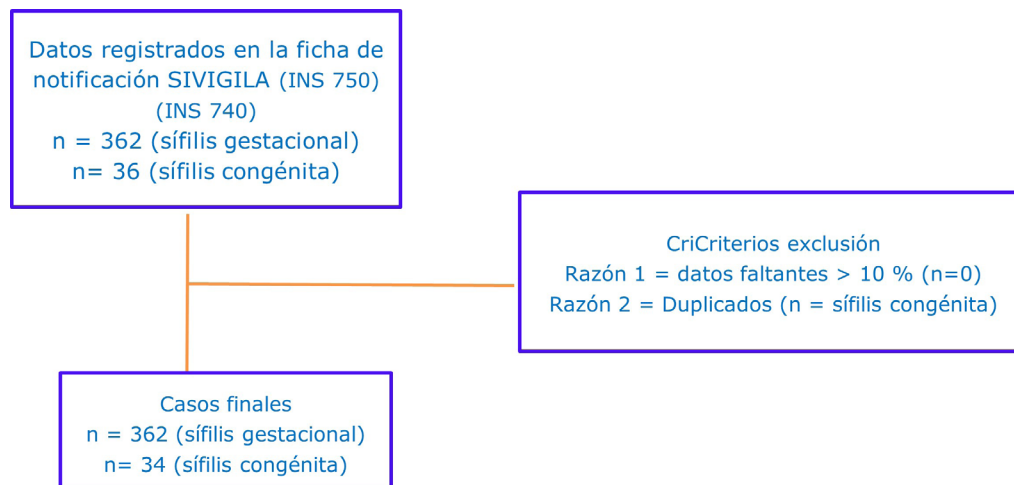 Datos registrados en la ficha de
notificación SIVIGILA (INS 750)
(INS 740)
n = 362 (sífilis gestacional)
n= 36 (sífilis congénita)
CriCriterios exclusión
Razón 1 = datos faltantes > 10 % (n=0)
Razón 2 = Duplicados (n = sífilis congénita)
Casos finales
n = 362 (sífilis gestacional)
n= 34 (sífilis congénita)